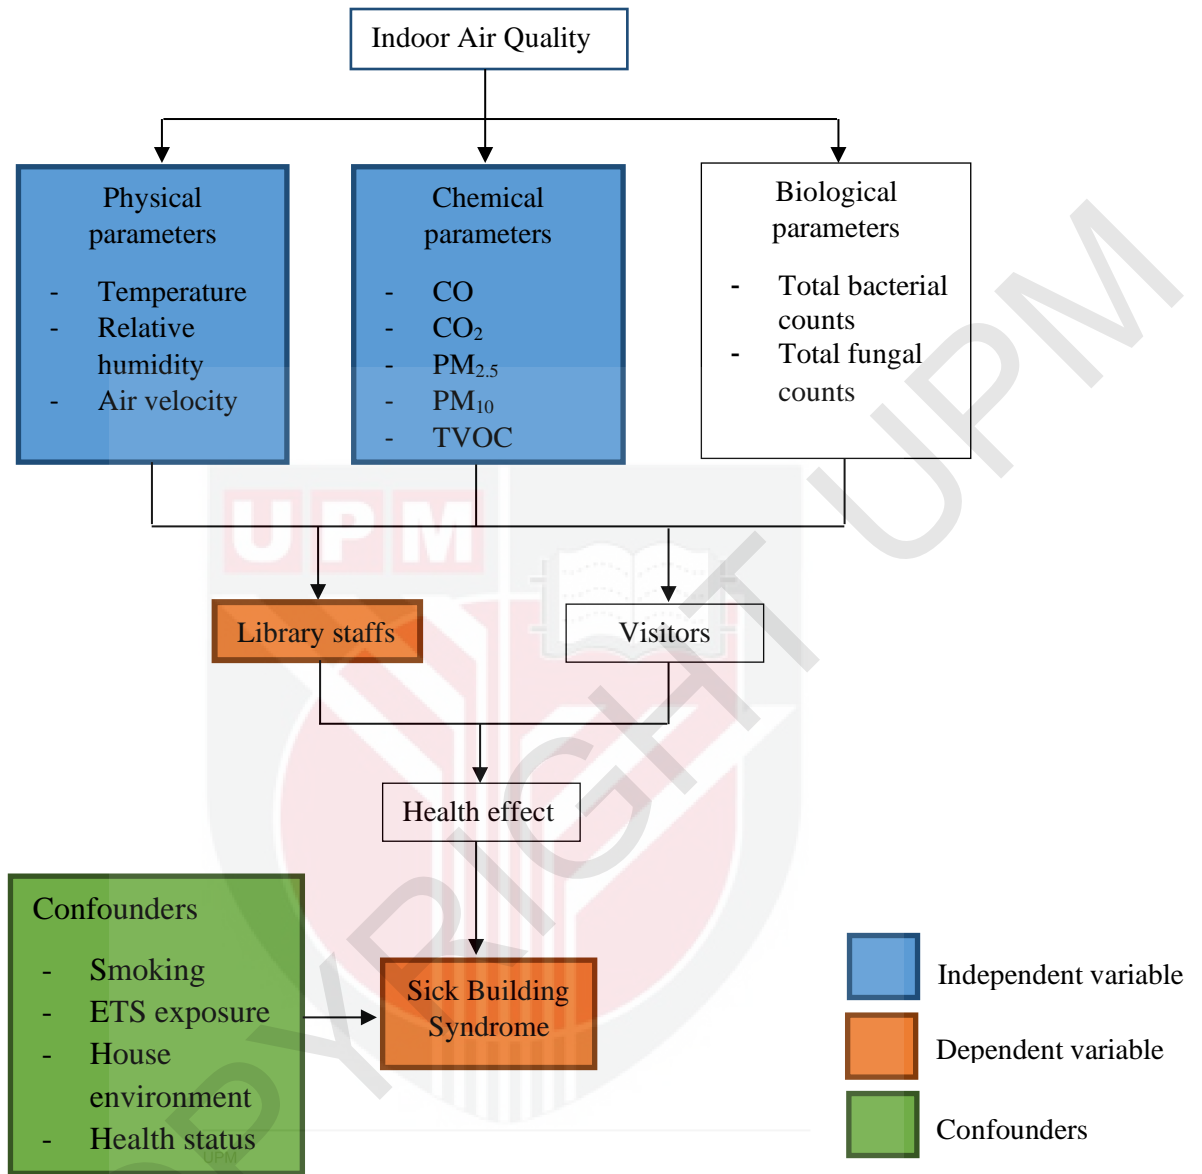 Indoor Air Quality
Physical
parameters
- Temperature
- Relative
humidity
- Air velocity
Chemical
parameters
- CO
- CO₂
- PM₂.₅
- PM₁₀
- TVOC
Biological
parameters
- Total bacterial
counts
- Total fungal
counts
UPM
Library staffs
Visitors
Health effect
Confounders
- Smoking
- ETS exposure
- House
environment
- Health status
Sick Building
Syndrome
Independent variable
Dependent variable
Confounders
UPM
COPYRIGHT UPM